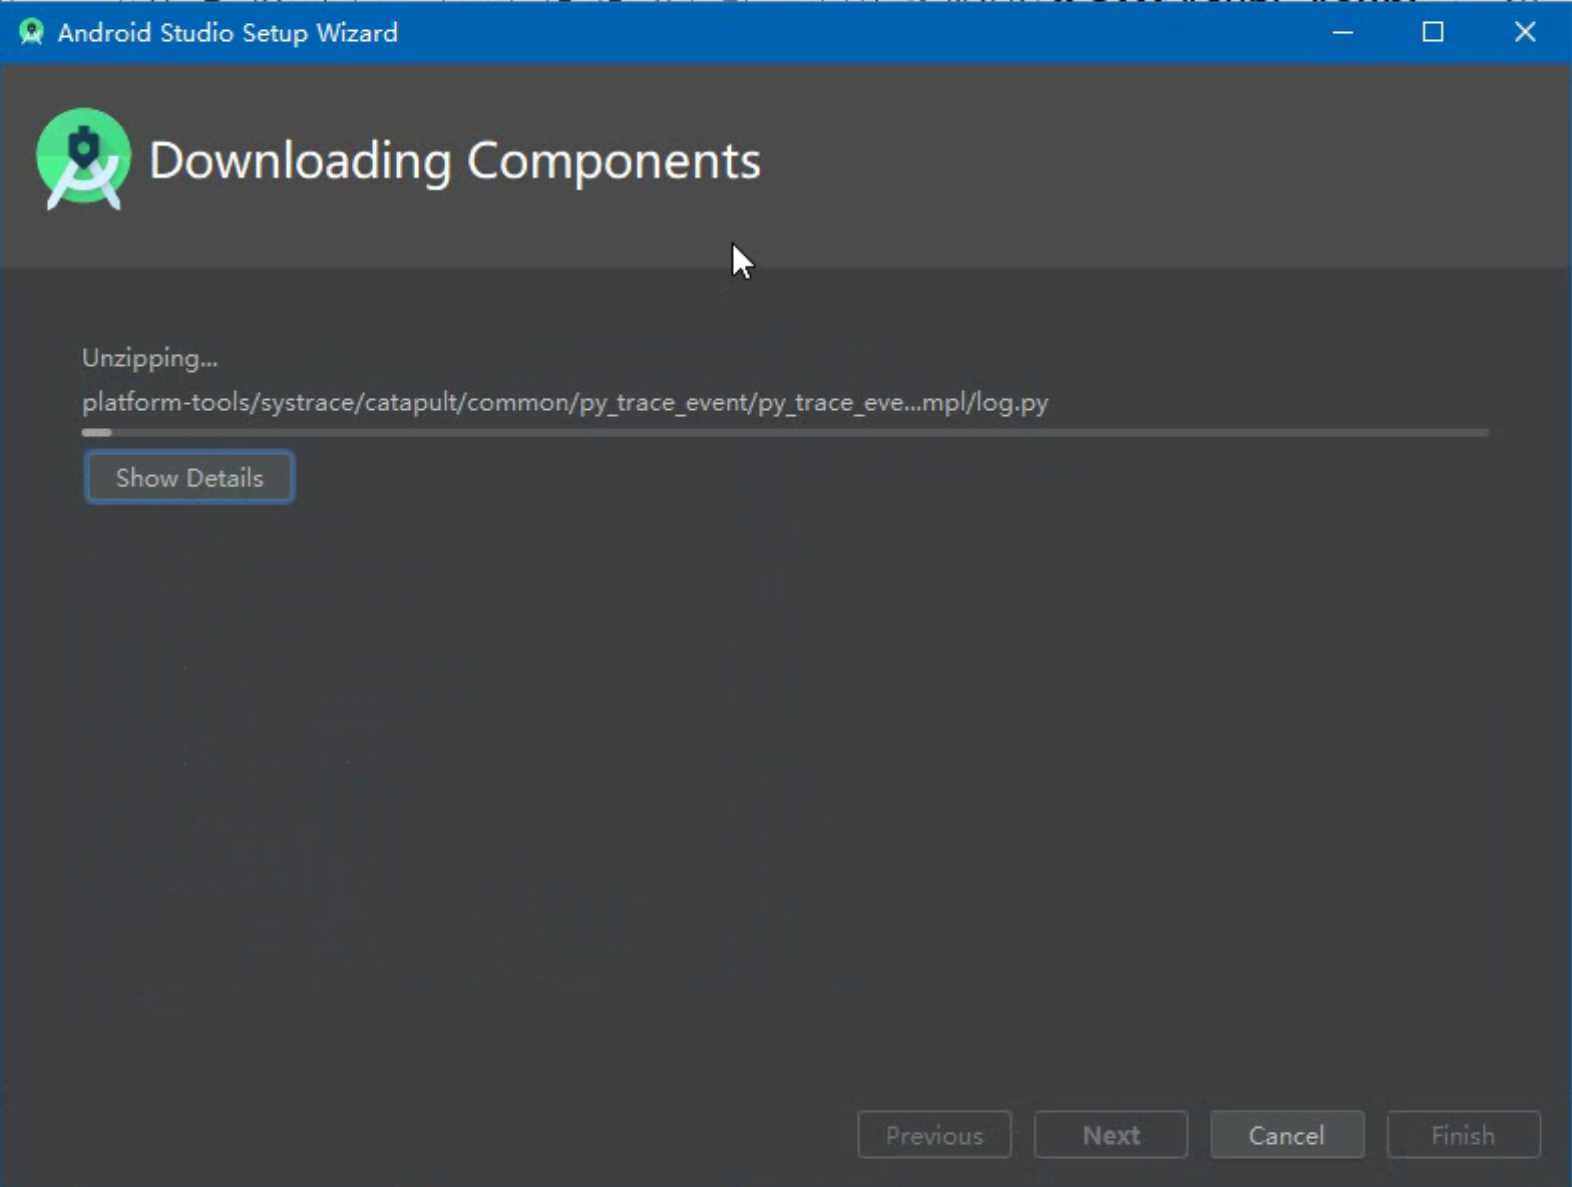 Android Studio Setup Wizard
Downloading Components
Unzipping...
platform-tools/systrace/catapult/common/py_trace_event/py_trace_eve...mpl/log.py
Show Details
Previous
Next
Cancel
Finish